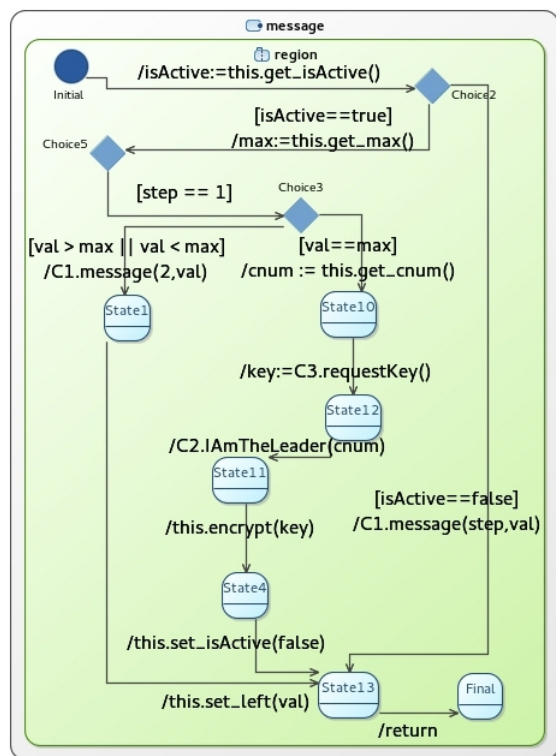 message
region
/isActive:=this.get_isActive()
Initial
Choice2
[isActive==true]
/max:=this.get_max()
Choice5
[step == 1]
Choice3
[val > max || val < max]
/C1.message(2,val)
[val==max]
/cnum := this.get_cnum()
State1
State10
/key:=C3.requestKey()
State12
/C2.IAmTheLeader(cnum)
State11
[isActive==false]
/C1.message(step,val)
/this.encrypt(key)
State4
/this.set_isActive(false)
State13
Final
/this.set_left(val)
/return